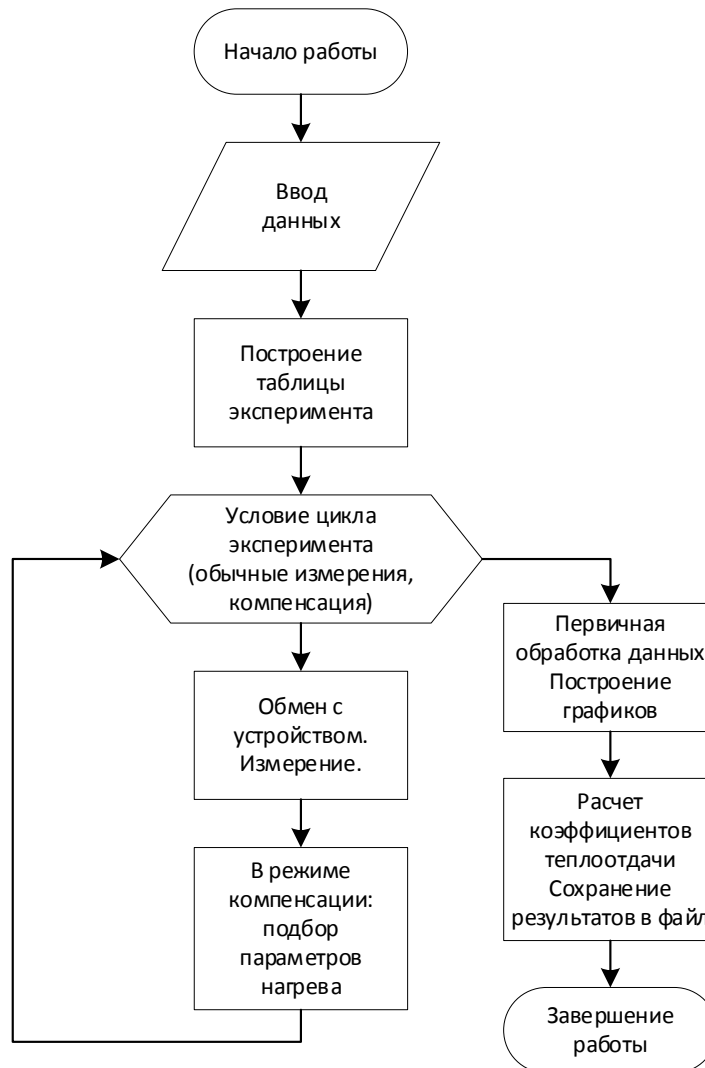 Начало работы
Ввод
данных
Построение
таблицы
эксперимента
Условие цикла
эксперимента
(обычные измерения,
компенсация)
Обмен с
устройством.
Измерение.
В режиме
компенсации:
подбор
параметров
нагрева
Первичная
обработка данных
Построение
графиков
Расчет
коэффициентов
теплоотдачи
Сохранение
результатов в файл
Завершение
работы